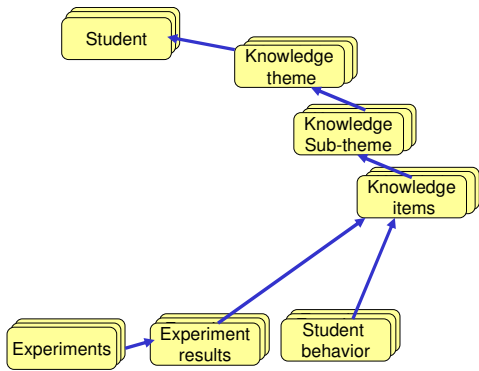 Student
Knowledge
theme
Knowledge
Sub-theme
Knowledge
items
Experiments
Experiment
results
Student
behavior